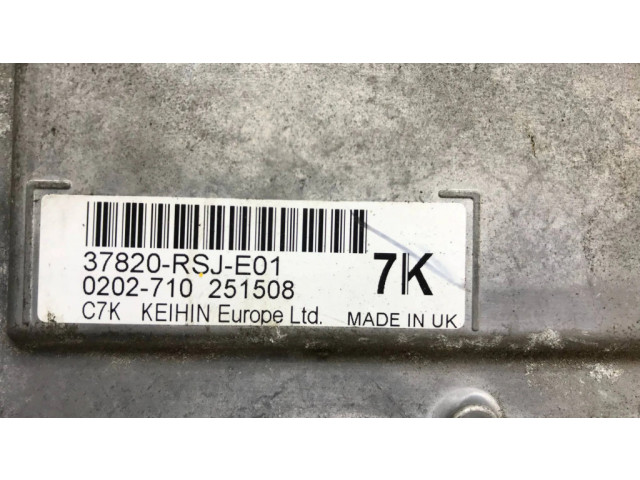 37820-RSJ-E01
7K
0202-710 251508
C7K KEIHIN Europe Ltd. MADE IN UK